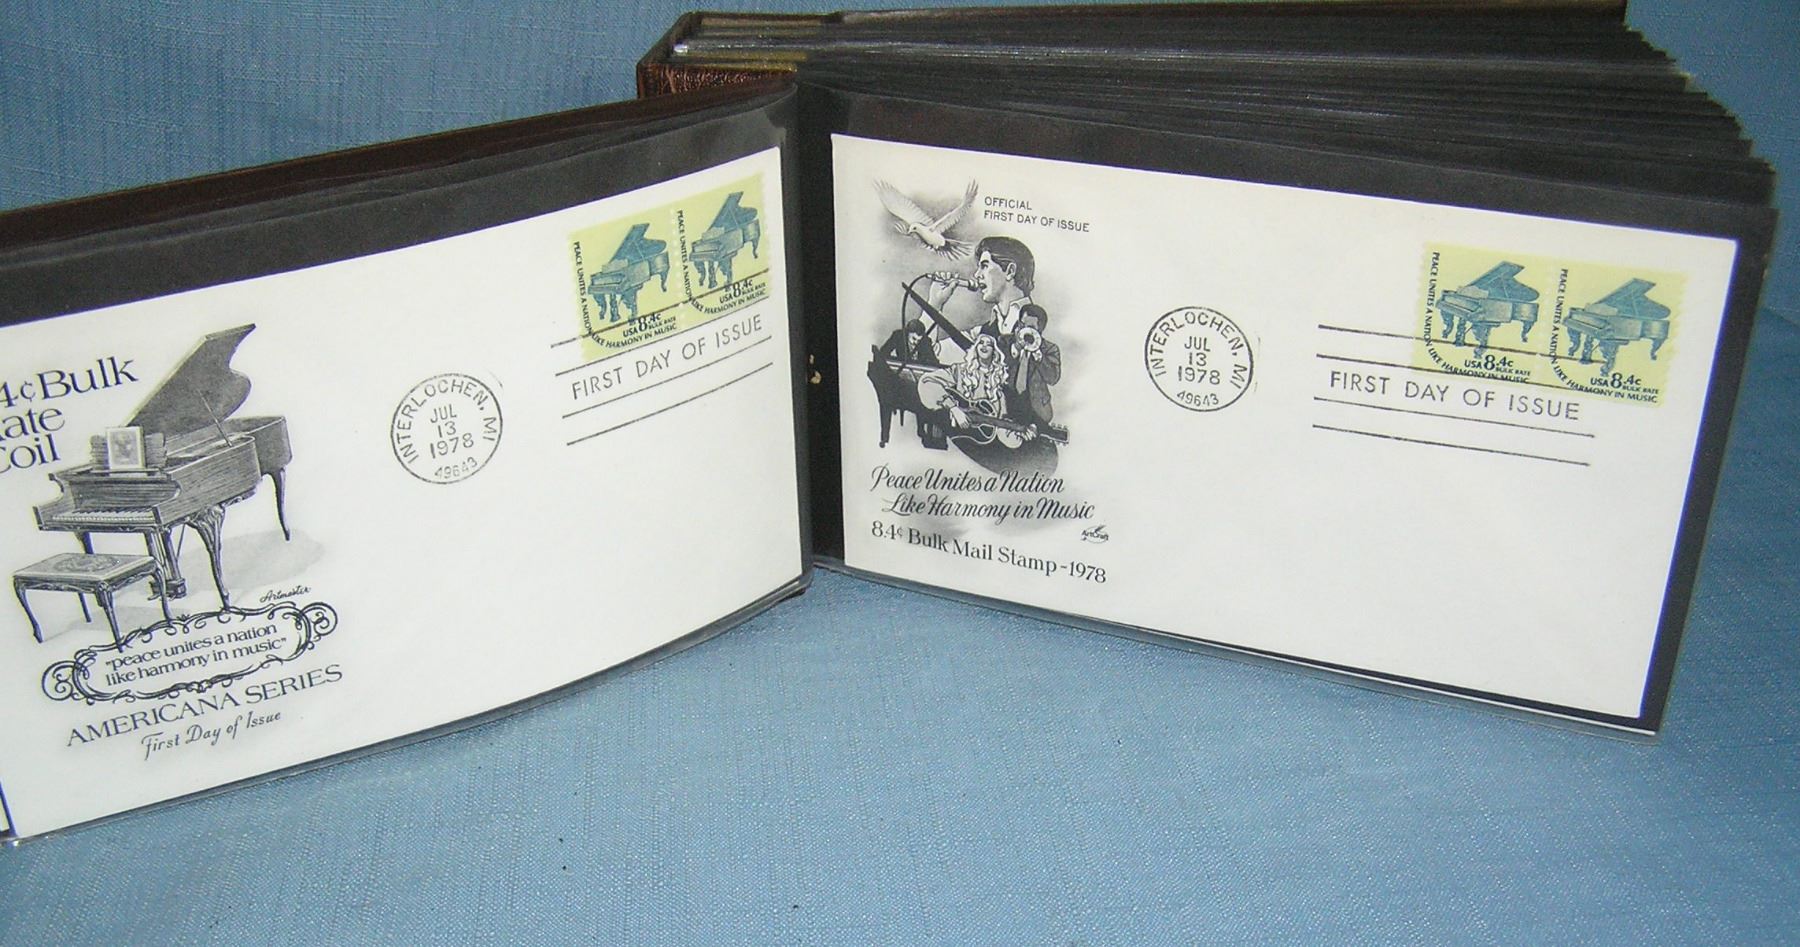 4¢ Bulk
Rate
Coil
Artmaster
"peace unites a nation
like harmony in music"
AMERICANA SERIES
First Day of Issue
INTERLOCHEN, MI
JUL
13
1978
49643
PEACE UNITES A NATION
LIKE HARMONY IN MUSIC
USA 8.4c
BULK RATE
PEACE UNITES A NATION
LIKE HARMONY IN MUSIC
USA 8.4c
BULK RATE
FIRST DAY OF ISSUE
OFFICIAL
FIRST DAY OF ISSUE
Peace Unites a Nation
Like Harmony in Music
ArtCraft
8.4¢ Bulk Mail Stamp-1978
INTERLOCHEN, MI
JUL
13
1978
49643
PEACE UNITES A NATION
LIKE HARMONY IN MUSIC
USA 8.4c
BULK RATE
PEACE UNITES A NATION
LIKE HARMONY IN MUSIC
USA 8.4c
BULK RATE
FIRST DAY OF ISSUE